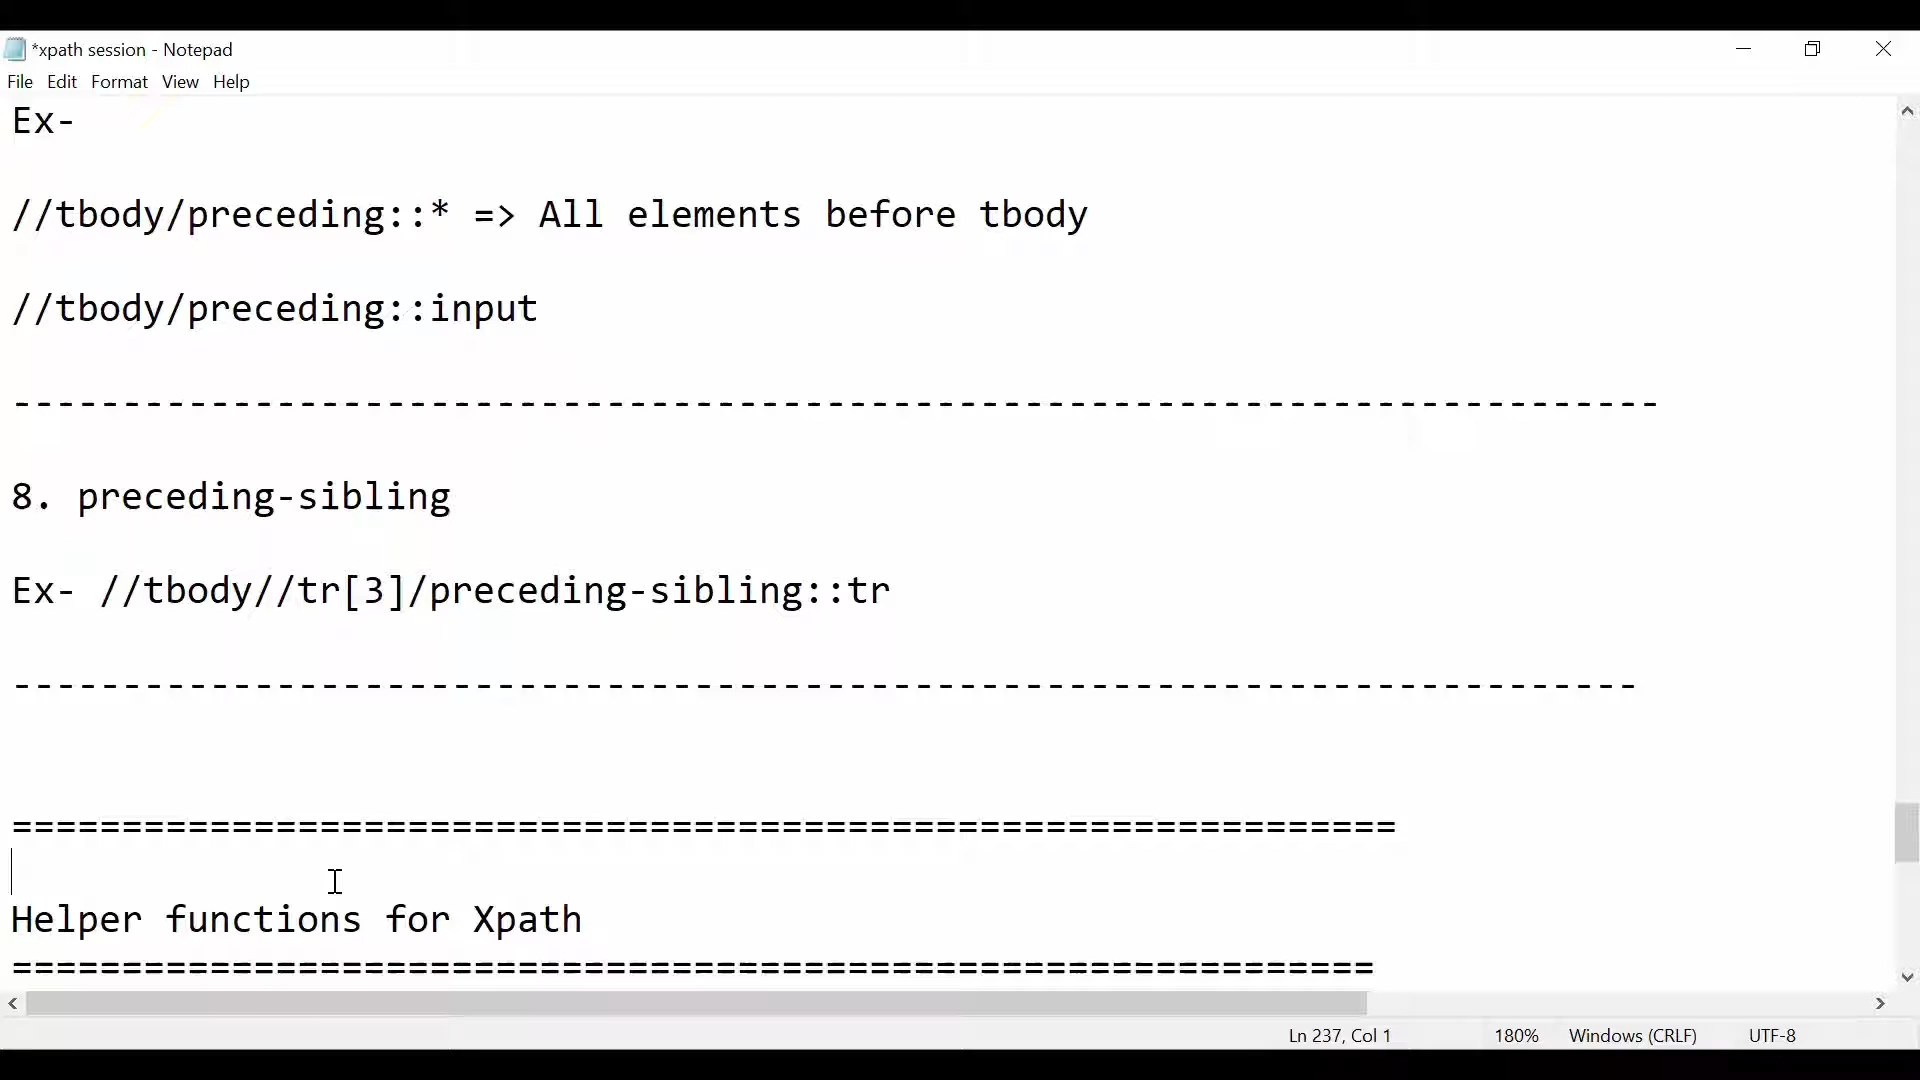 *xpath session - Notepad
File Edit Format View Help
Ex-
//tbody/preceding::* => All elements before tbody
//tbody/preceding::input
---------------------------------------------------------------------------
8. preceding-sibling
Ex- //tbody//tr[3]/preceding-sibling::tr
--------------------------------------------------------------------------
===============================================================
Helper functions for Xpath
==============================================================
Ln 237, Col 1 180% Windows (CRLF) UTF-8